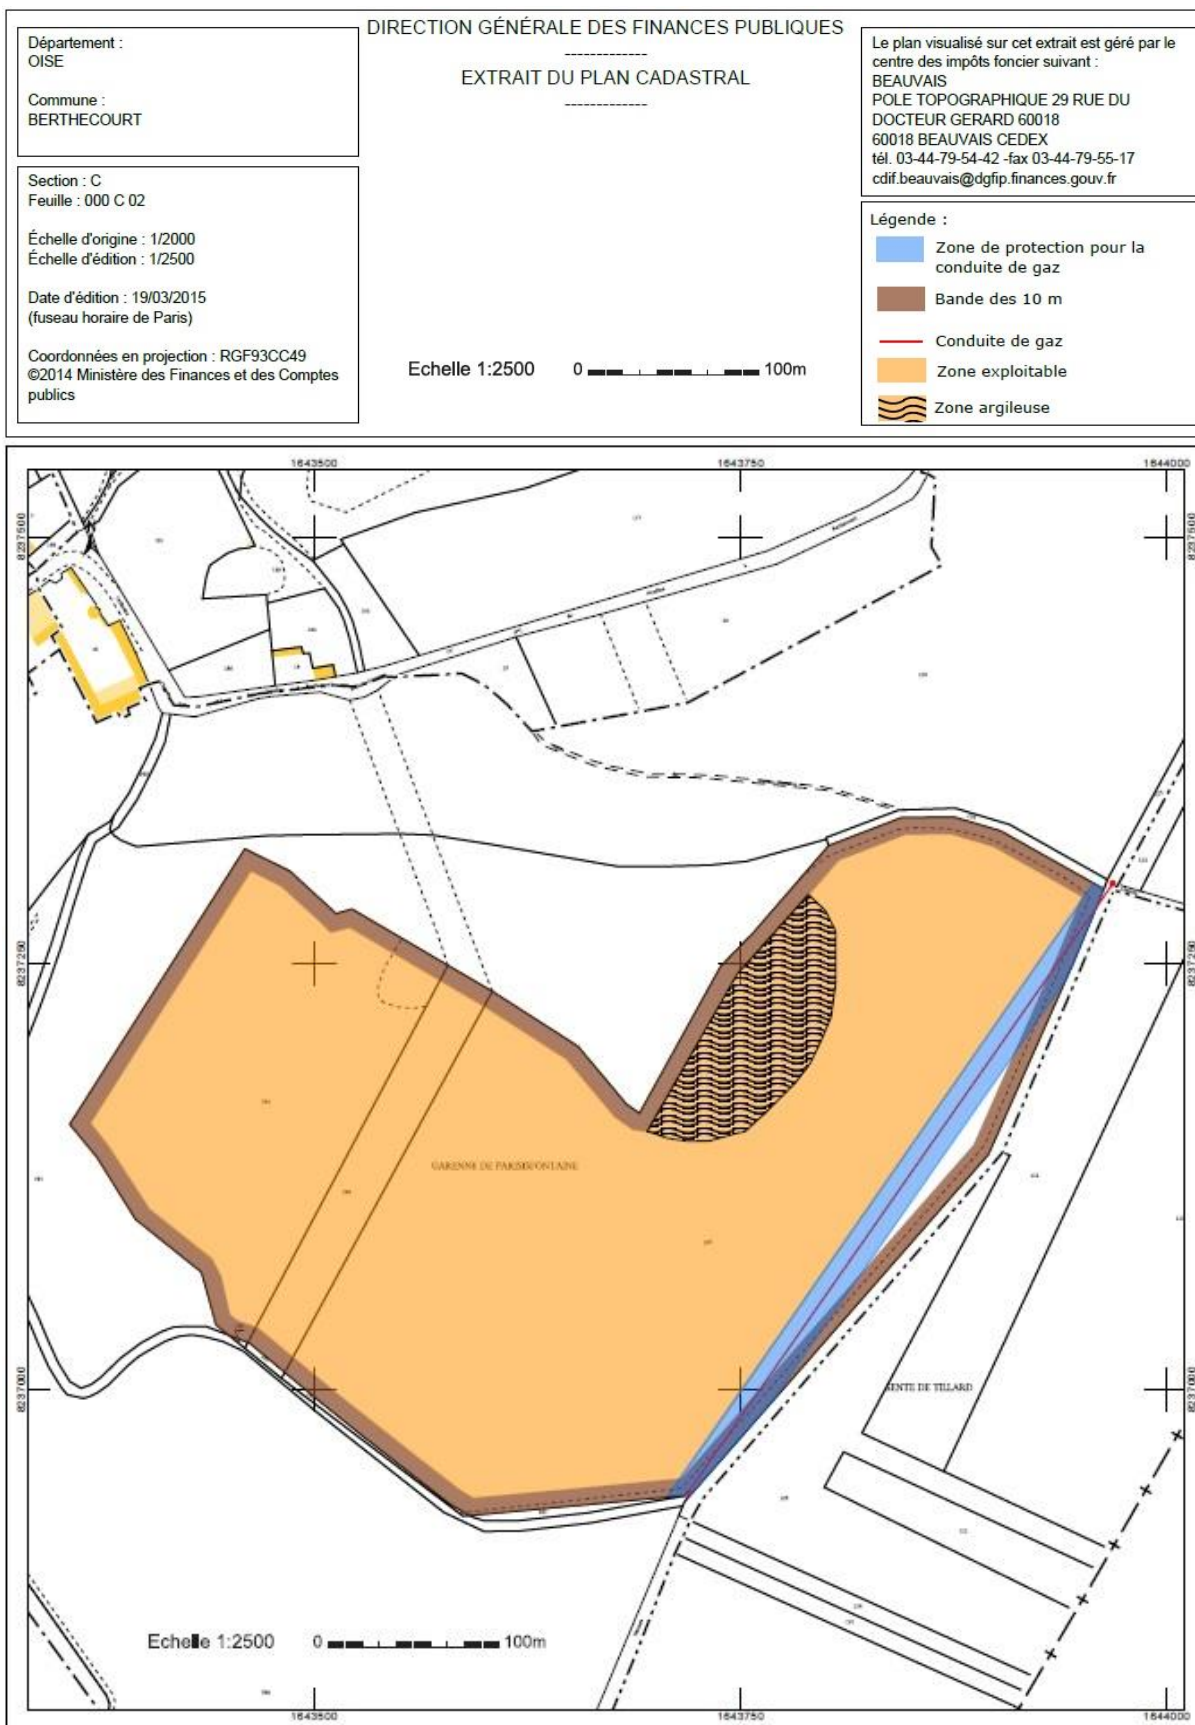 DIRECTION GÉNÉRALE DES FINANCES PUBLIQUES
-------------
EXTRAIT DU PLAN CADASTRAL
-------------
Département :
OISE
Commune :
BERTHECOURT
Section : C
Feuille : 000 C 02
Échelle d'origine : 1/2000
Échelle d'édition : 1/2500
Date d'édition : 19/03/2015
(fuseau horaire de Paris)
Coordonnées en projection : RGF93CC49
©2014 Ministère des Finances et des Comptes
publics
Echelle 1:2500 0 100m
Le plan visualisé sur cet extrait est géré par le
centre des impôts foncier suivant :
BEAUVAIS
POLE TOPOGRAPHIQUE 29 RUE DU
DOCTEUR GERARD 60018
60018 BEAUVAIS CEDEX
tél. 03-44-79-54-42 -fax 03-44-79-55-17
cdif.beauvais@dgfip.finances.gouv.fr
Légende :
Zone de protection pour la
conduite de gaz
Bande des 10 m
Conduite de gaz
Zone exploitable
Zone argileuse
1643500 1643750 1644000
8237500 8237500
8237250 8237250
GARENNE DE PARISISFONTAINE
8237000 8237000
SENTE DE TILLARD
Echelle 1:2500 0 100m
1643500 1643750 1644000